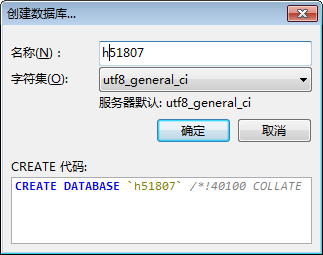 创建数据库...
名称(N)：
h51807
字符集(O):
utf8_general_ci
服务器默认: utf8_general_ci
确定
取消
CREATE 代码:
CREATE DATABASE `h51807` /*!40100 COLLATE